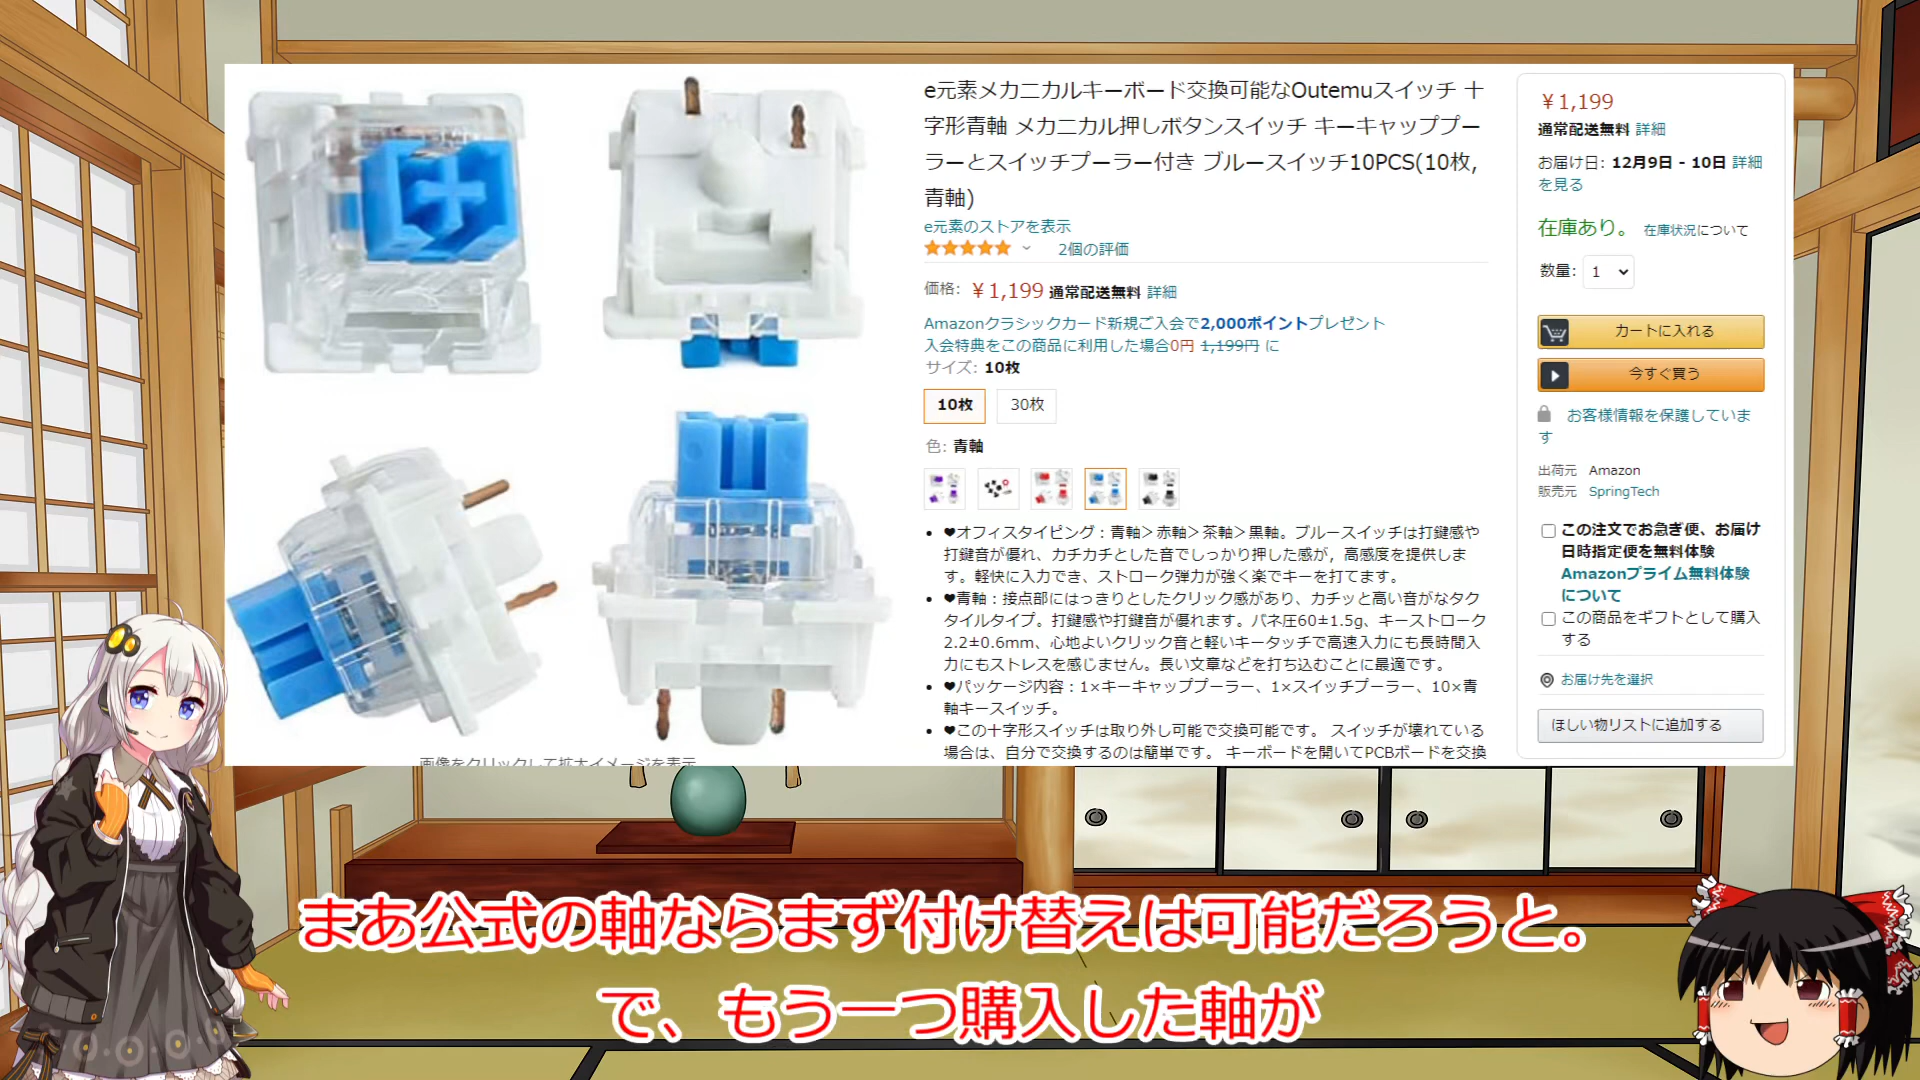 e元素メカニカルキーボード交換可能なOutemuスイッチ 十
字形青軸 メカニカル押しボタンスイッチ キーキャッププー
ラーとスイッチプーラー付き ブルースイッチ10PCS(10枚,
青軸)
e元素のストアを表示
2個の評価
価格: ￥1,199 通常配送無料 詳細
Amazonクラシックカード新規ご入会で2,000ポイントプレゼント
入会特典をこの商品に利用した場合0円 1,199円 に
サイズ: 10枚
10枚 30枚
色: 青軸
❤オフィスタイピング：青軸＞赤軸＞茶軸＞黒軸。ブルースイッチは打鍵感や
打鍵音が優れ、カチカチとした音でしっかり押した感が，高感度を提供しま
す。軽快に入力でき、ストローク弾力が強く楽でキーを打てます。
❤青軸：接点部にはっきりとしたクリック感があり、カチッと高い音がなタク
タイルタイプ。打鍵感や打鍵音が優れます。バネ圧60±1.5g、キーストローク
2.2±0.6mm、心地よいクリック音と軽いキータッチで高速入力にも長時間入
力にもストレスを感じません。長い文章などを打ち込むことに最適です。
❤パッケージ内容：1×キーキャッププーラー、1×スイッチプーラー、10×青
軸キースイッチ。
❤この十字形スイッチは取り外し可能で交換可能です。 スイッチが壊れている
場合は、自分で交換するのは簡単です。 キーボードを開いてPCBボードを交換
画像をクリックして拡大イメージを表示
￥1,199
通常配送無料 詳細
お届け日: 12月9日 - 10日 詳細
を見る
在庫あり。 在庫状況について
数量: 1
カートに入れる
今すぐ買う
お客様情報を保護していま
す
出荷元 Amazon
販売元 SpringTech
この注文でお急ぎ便、お届け
日時指定便を無料体験
Amazonプライム無料体験
について
この商品をギフトとして購入
する
お届け先を選択
ほしい物リストに追加する
まあ公式の軸ならまず付け替えは可能だろうと。
で、もう一つ購入した軸が